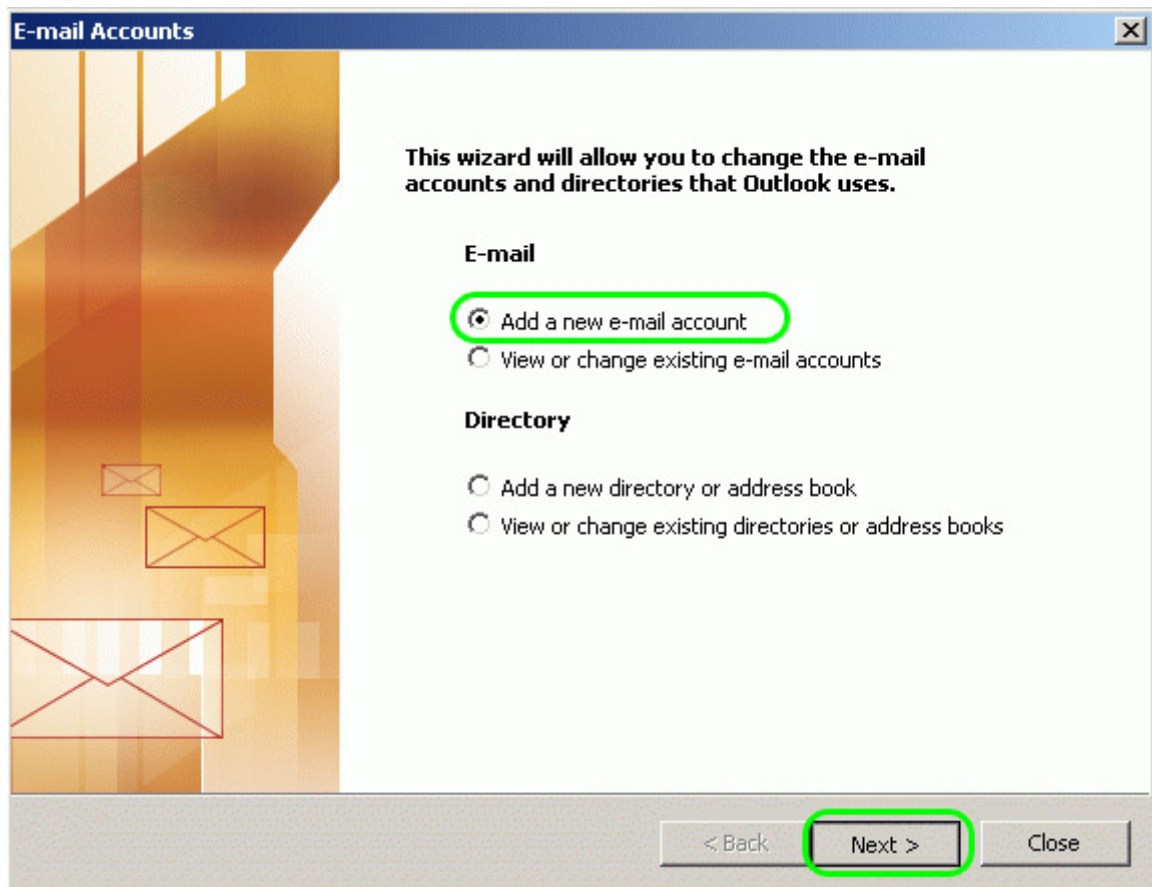 E-mail Accounts
This wizard will allow you to change the e-mail
accounts and directories that Outlook uses.
E-mail
Add a new e-mail account
View or change existing e-mail accounts
Directory
Add a new directory or address book
View or change existing directories or address books
< Back
Next >
Close